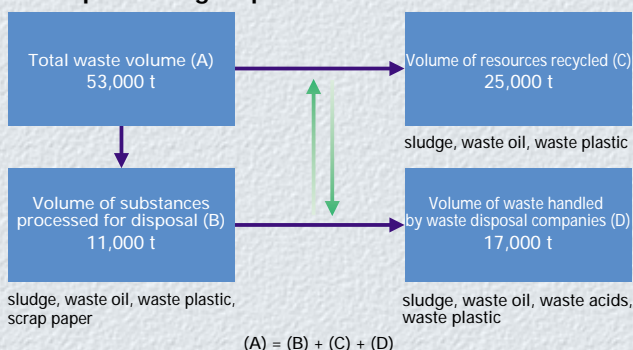 Total waste volume (A)
53,000 t
Volume of resources recycled (C)
25,000 t
sludge, waste oil, waste plastic
Volume of substances
processed for disposal (B)
11,000 t
sludge, waste oil, waste plastic,
scrap paper
Volume of waste handled
by waste disposal companies (D)
17,000 t
sludge, waste oil, waste acids,
waste plastic
(A) = (B) + (C) + (D)